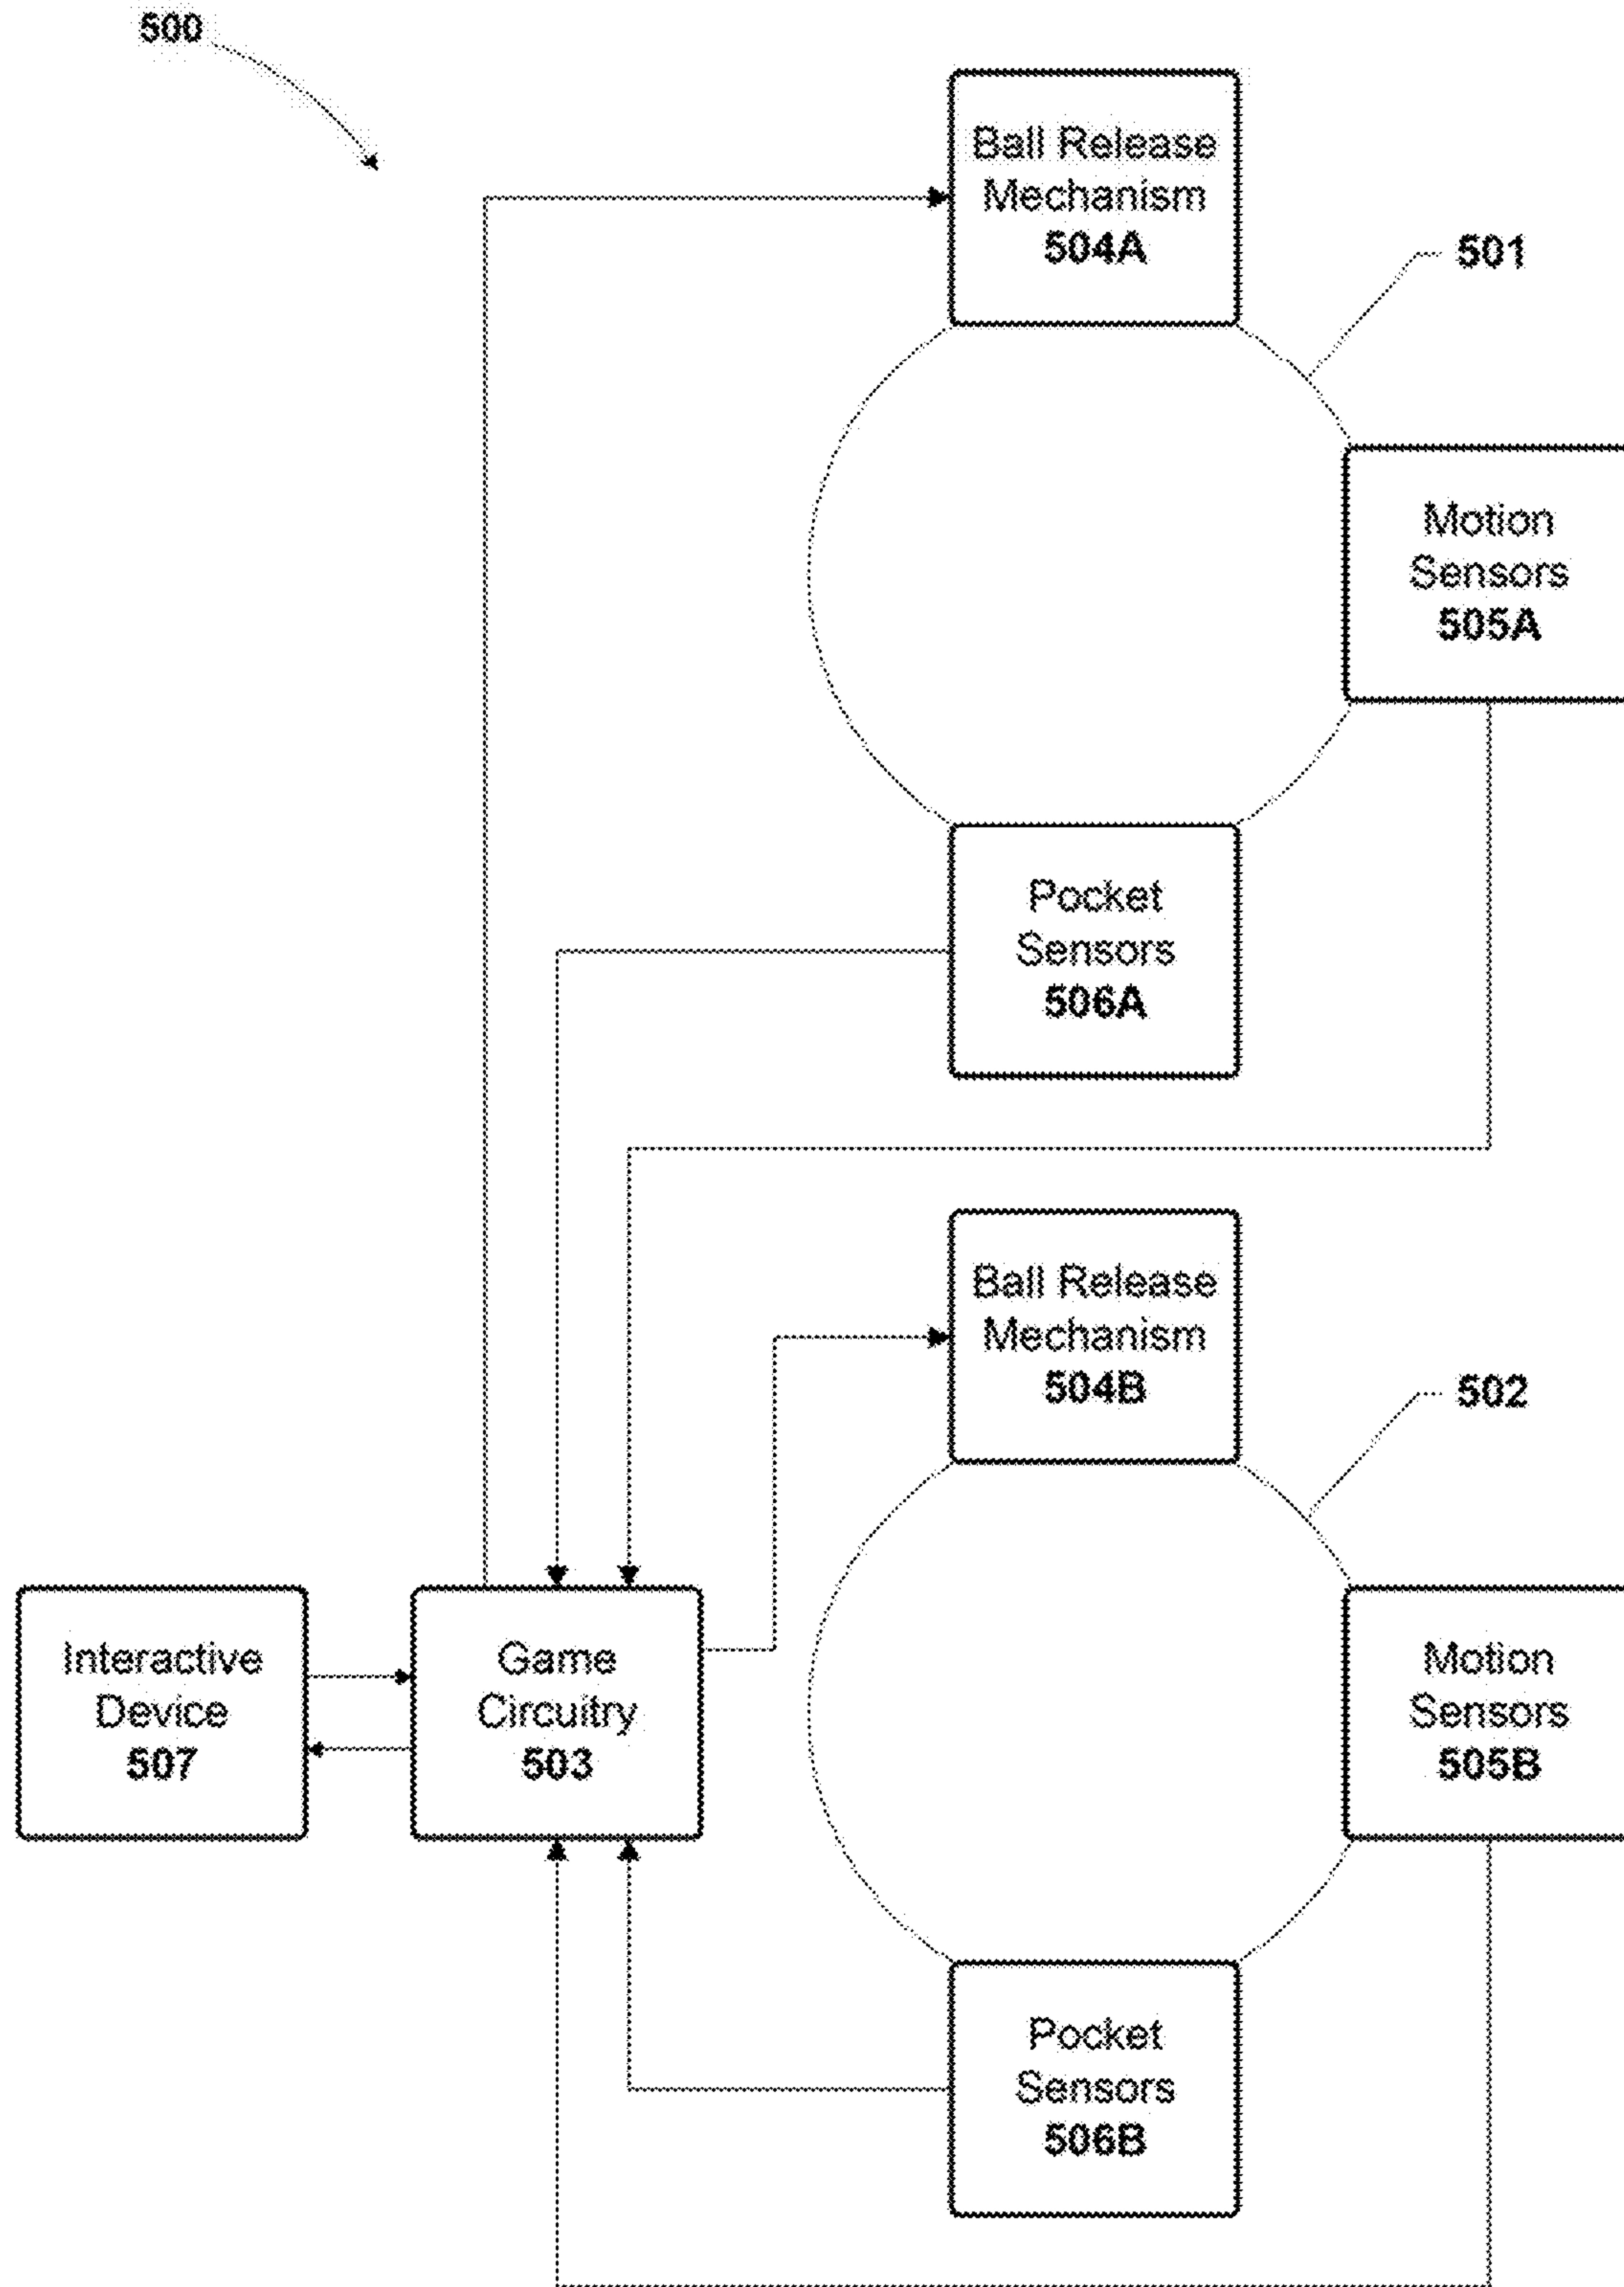 500
Ball Release
Mechanism
504A
501
Motion
Sensors
505A
Pocket
Sensors
506A
Ball Release
Mechanism
504B
502
Interactive
Device
507
Game
Circuitry
503
Motion
Sensors
505B
Pocket
Sensors
506B